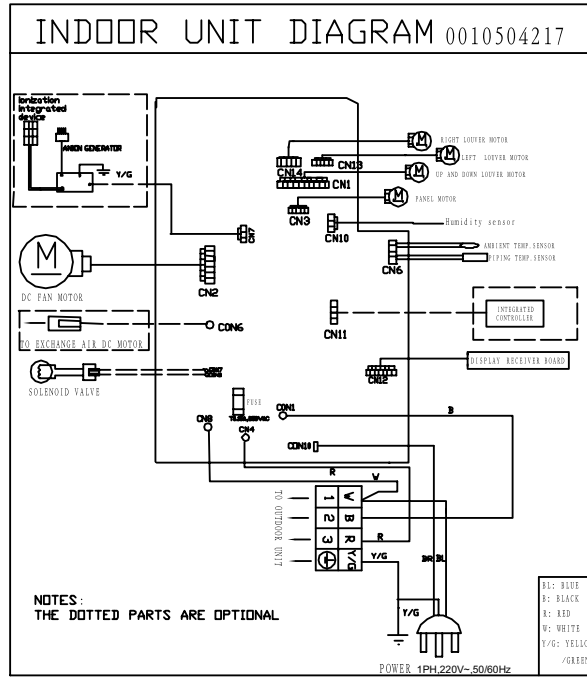 INDOOR UNIT DIAGRAM 0010504217
Ionization
Integrated
device
ANION GENERATOR
Y/G
M
RIGHT LOUVER MOTOR
M
LEFT LOUVER MOTOR
CN14
CN13
M
UP AND DOWN LOUVER MOTOR
CN1
M
PANEL MOTOR
CN3
Humidity sensor
CN10
CN7
AMBIENT TEMP.SENSOR
PIPING TEMP.SENSOR
CN6
M
CN2
DC FAN MOTOR
INTEGRATED
CONTROLLER
CON6
CN11
TO EXCHANGE AIR DC MOTOR
DISPLAY RECEIVER BOARD
CN12
SOLENOID VALVE
FUSE
CN8
CN4
CON1
B
CON10
R
W
TO OUTDOOR UNIT
1 W
2 B
3 R
Y/G
R
Y/G
BR BL
Y/G
NOTES:
THE DOTTED PARTS ARE OPTIONAL
BL: BLUE
B: BLACK
R: RED
W: WHITE
Y/G: YELLO
/GREEN
POWER 1PH,220V~,50/60Hz